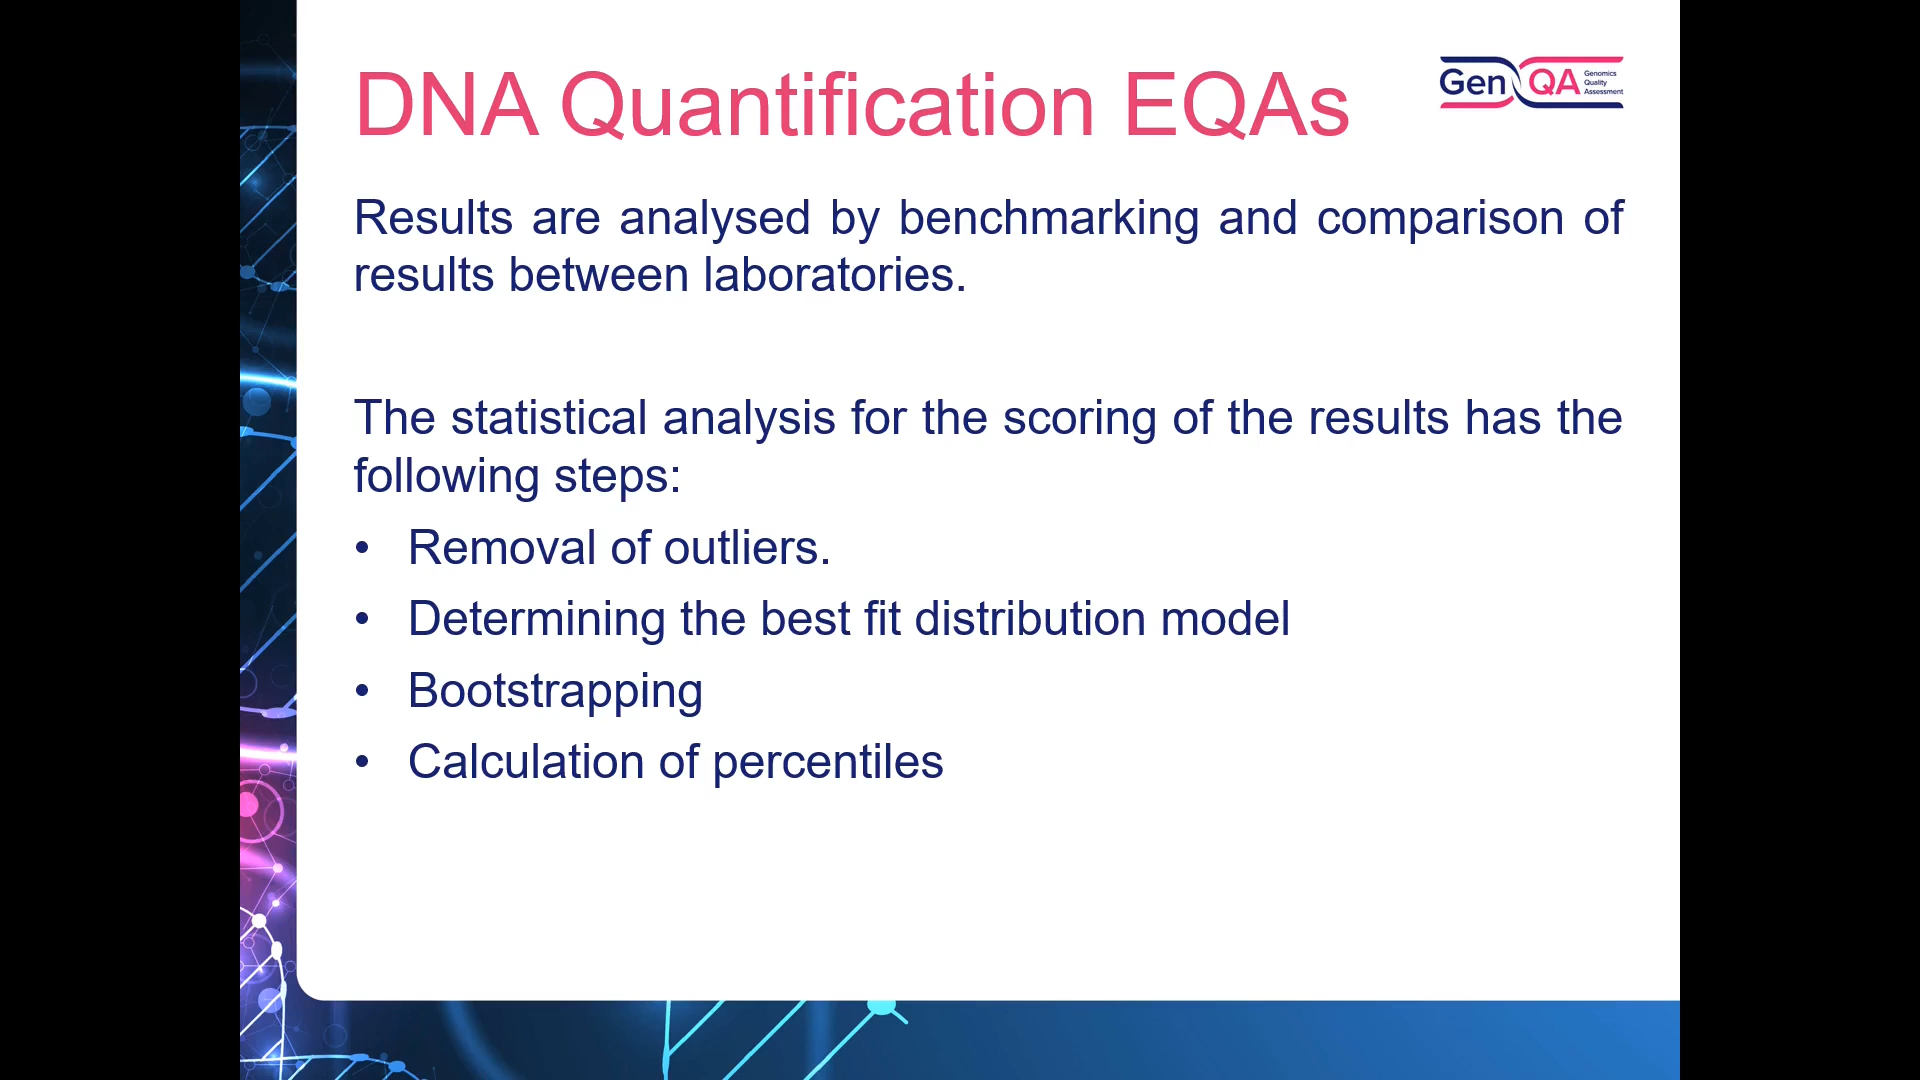 DNA Quantification EQAs
Gen QA Genomics Quality Assessment
Results are analysed by benchmarking and comparison of
results between laboratories.
The statistical analysis for the scoring of the results has the
following steps:
• Removal of outliers.
• Determining the best fit distribution model
• Bootstrapping
• Calculation of percentiles